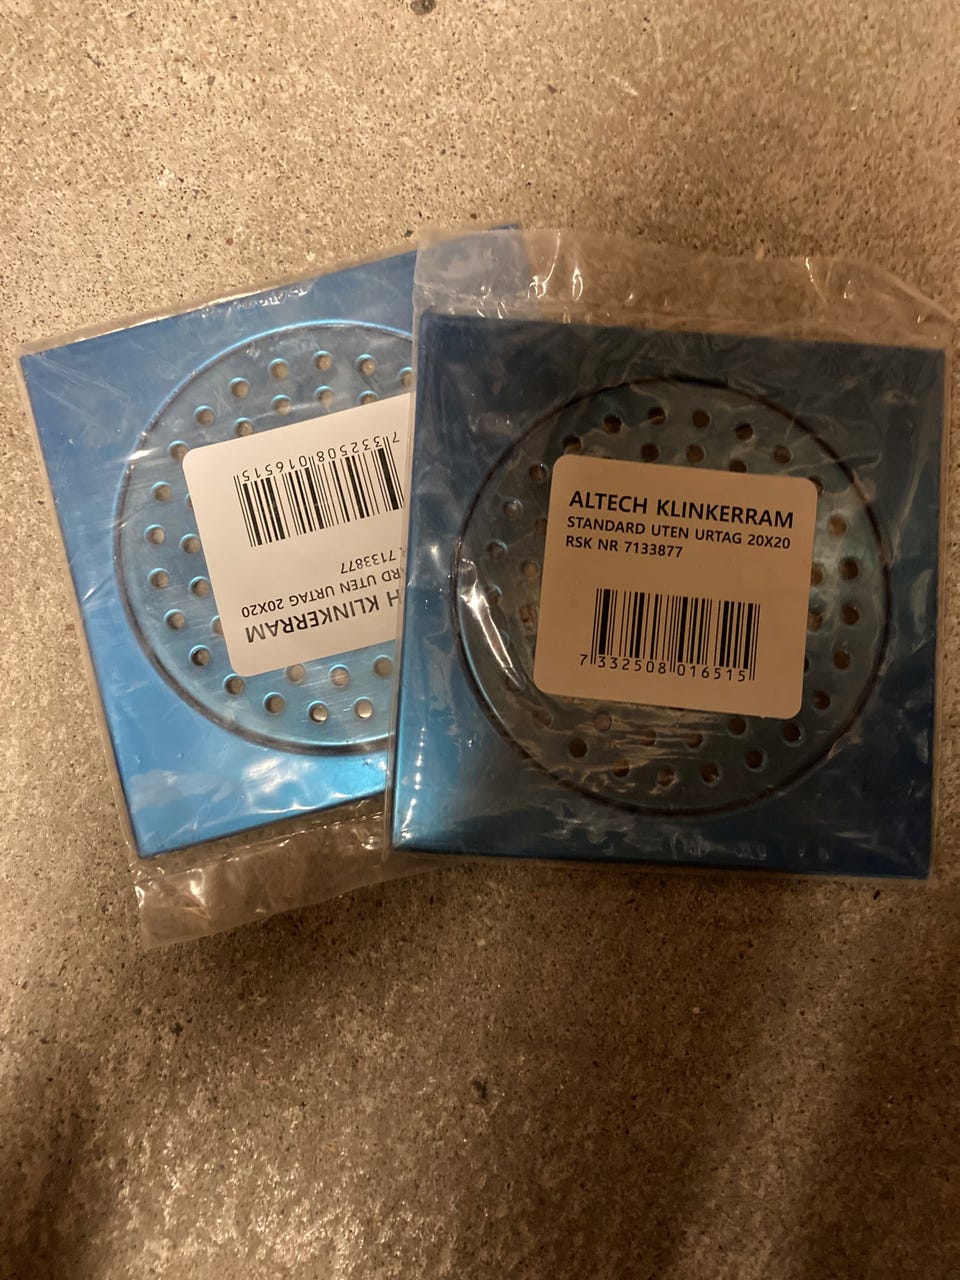 ALTECH KLINKERRAM
STANDARD UTEN URTAG 20X20
RSK NR 7133877
7 332508 016515
H KLINKERRAM
RD UTEN URTAG 20X20
7133877
7 332508 016515